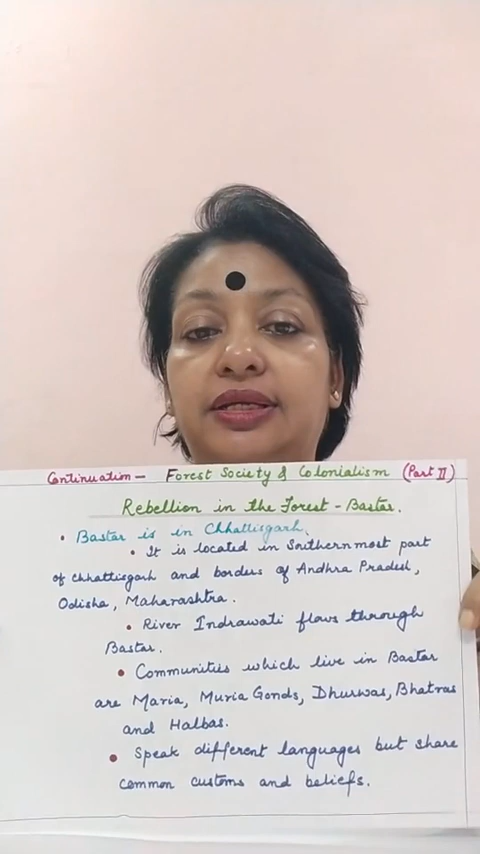 Continuation - Forest Society & Colonialism (Part II)
Rebellion in the Forest - Bastar.
• Bastar is in Chhattisgarh.
• It is located in Southernmost part
of Chhattisgarh and borders of Andhra Pradesh,
Odisha, Maharashtra.
• River Indrawati flows through
Bastar.
• Communities which live in Bastar
are Maria, Muria Gonds, Dhurwas, Bhatras
and Halbas.
• Speak different languages but share
common customs and beliefs.